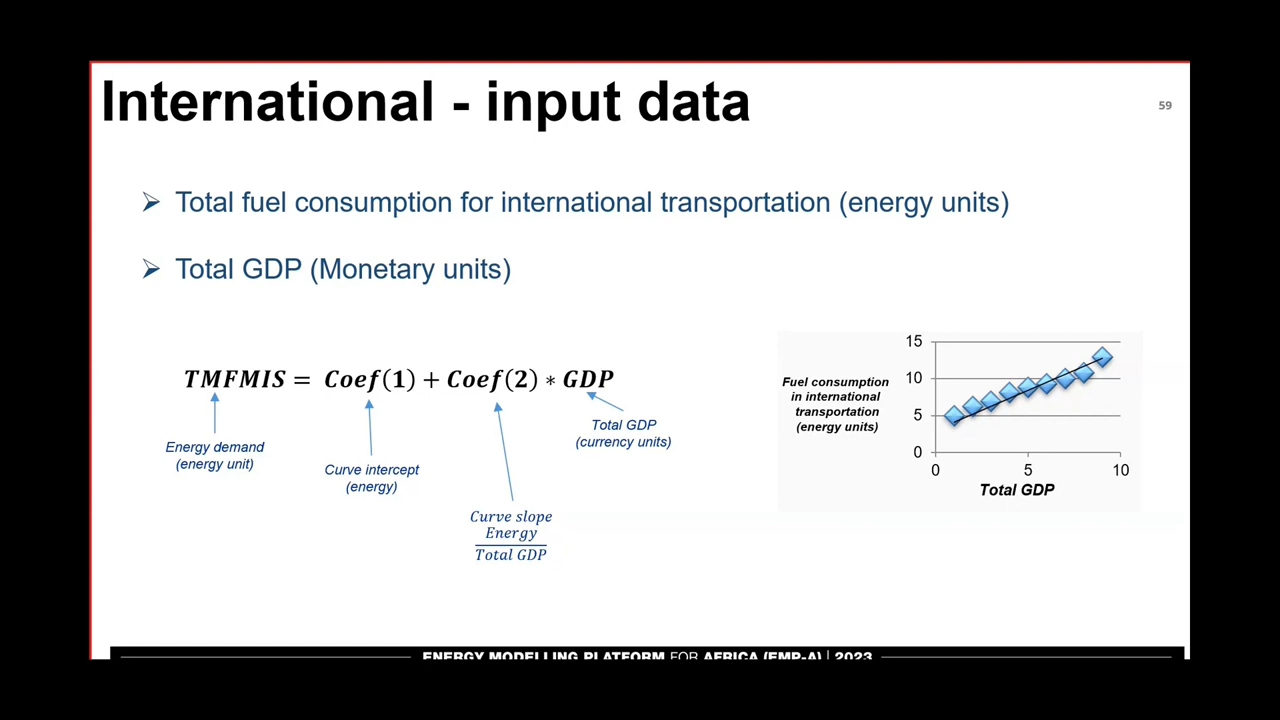 International - input data
59
➢ Total fuel consumption for international transportation (energy units)
➢ Total GDP (Monetary units)
TMFMIS = Coef(1) + Coef(2) ∗ GDP
Energy demand
(energy unit)
Curve intercept
(energy)
Curve slope
Energy
Total GDP
Total GDP
(currency units)
Fuel consumption
in international
transportation
(energy units)
15
10
5
0
0 5 10
Total GDP
ENERGY MODELLING PLATFORM FOR AFRICA (EMP-A) | 2023